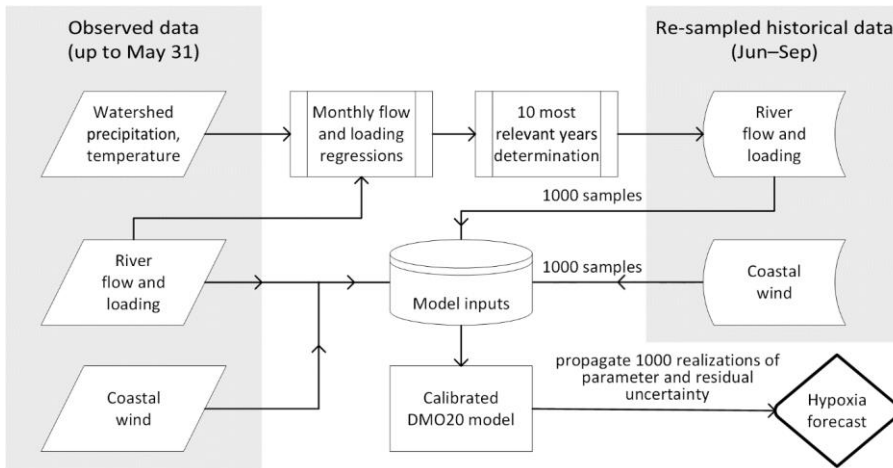 Observed data
(up to May 31)
Re-sampled historical data
(Jun–Sep)
Watershed
precipitation,
temperature
Monthly flow
and loading
regressions
10 most
relevant years
determination
River
flow and
loading
1000 samples
River
flow and
loading
Model inputs
1000 samples
Coastal
wind
Coastal
wind
Calibrated
DMO20 model
propagate 1000 realizations of
parameter and residual
uncertainty
Hypoxia
forecast